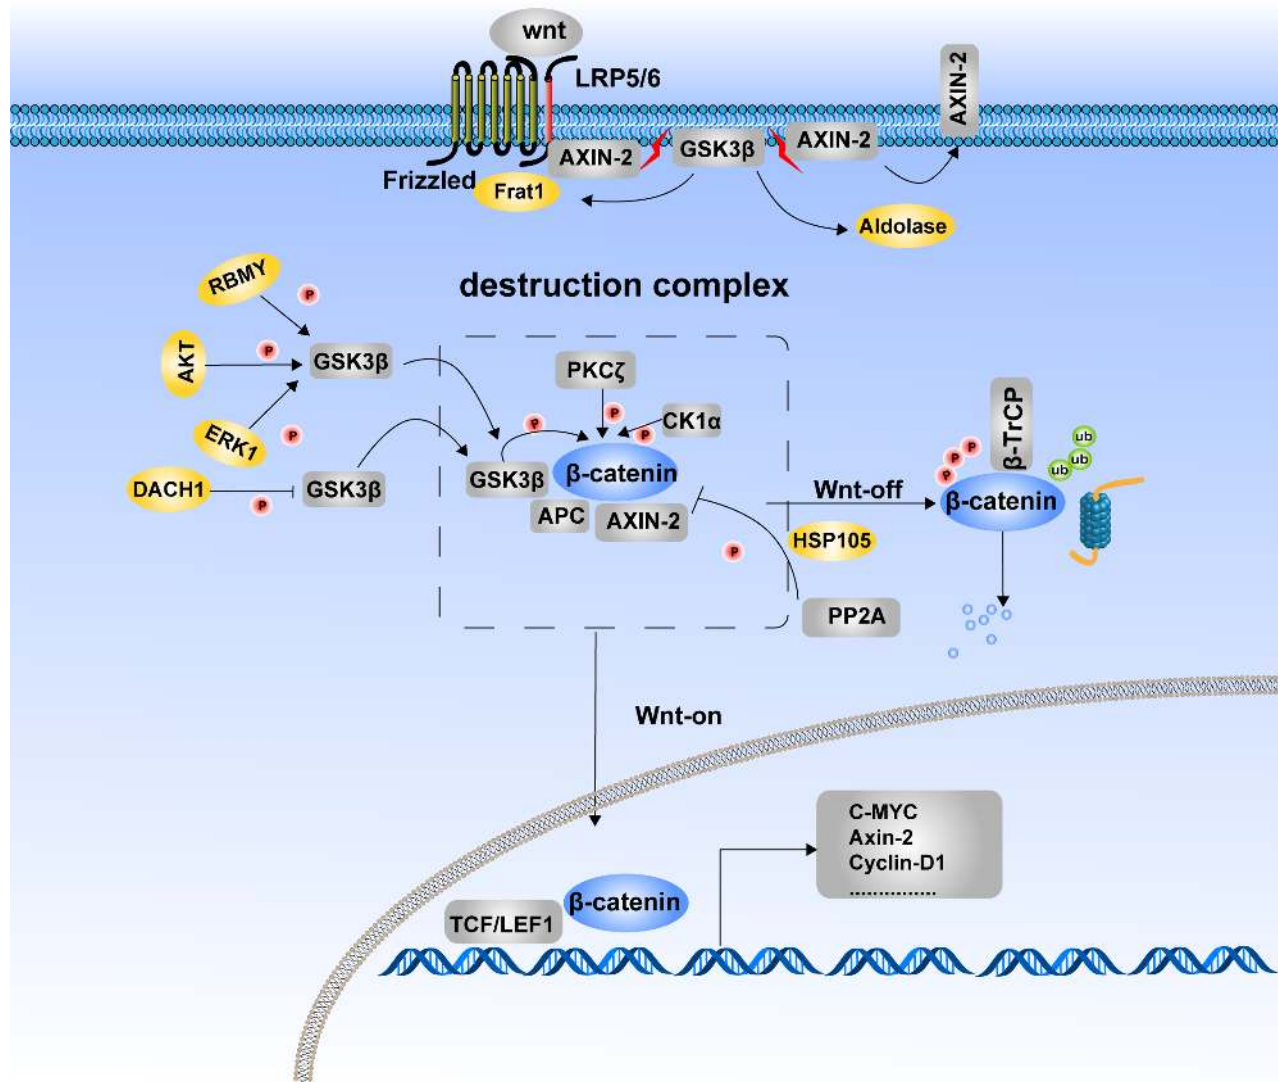 wnt
LRP5/6
AXIN-2
AXIN-2
GSK3β
AXIN-2
Frizzled
Frat1
Aldolase
destruction complex
RBMY
P
AKT
P
GSK3β
ERK1
P
DACH1
P
GSK3β
PKCζ
P
P
P
CK1α
GSK3β
β-catenin
APC
AXIN-2
P
Wnt-off
HSP105
PP2A
β-TrCP
P
P
P
ub
ub
ub
β-catenin
Wnt-on
C-MYC
Axin-2
Cyclin-D1
...............
β-catenin
TCF/LEF1